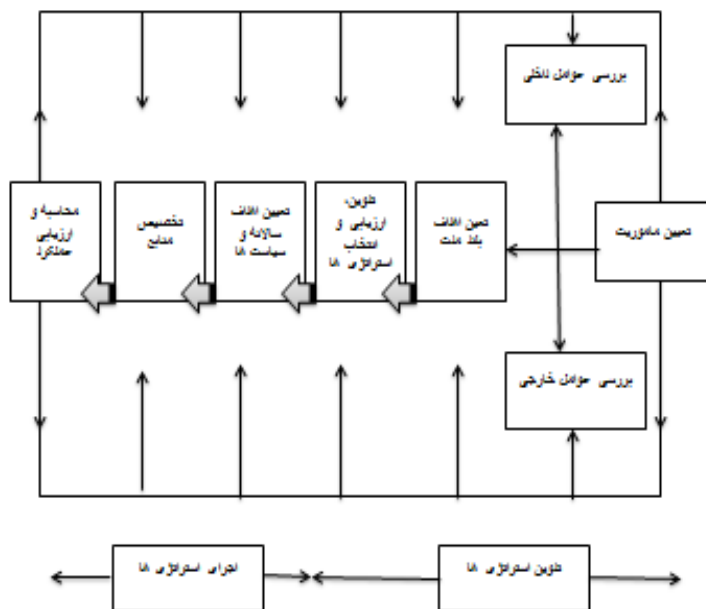 بررسی عوامل داخلی
تعیین ماموریت
بررسی عوامل خارجی
تعین اهداف
بلند مدت
تدوین،
ارزیابی و
انتخاب
استراتژی ها
تعیین اهداف
سالانه و
سیاست ها
تخصیص
منابع
محاسبه و
ارزیابی
عملکرد
تدوین استراتژی ها
اجرای استراتژی ها